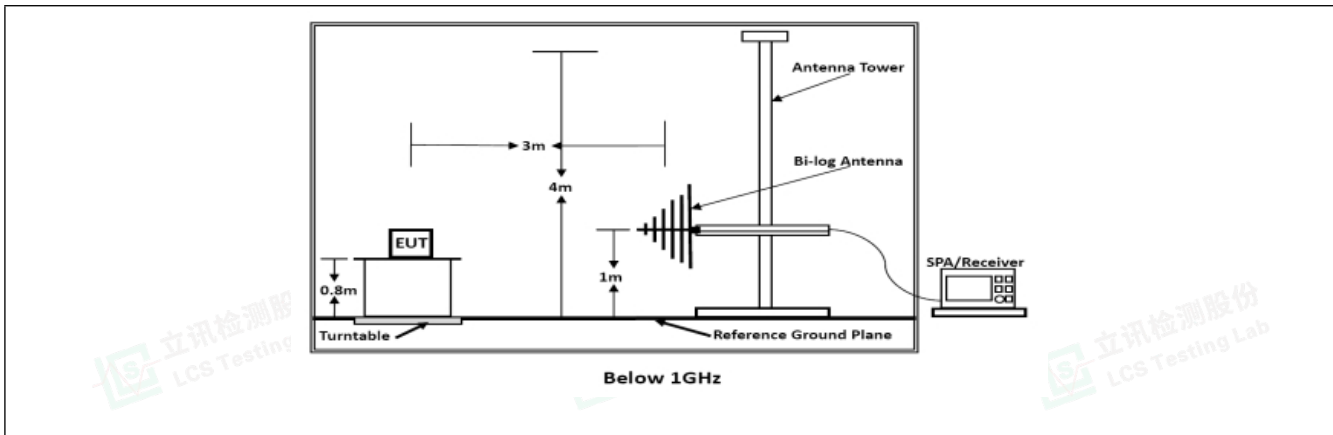 Antenna Tower
3m
Bi-log Antenna
4m
EUT
SPA/Receiver
1m
0.8m
Turntable
Reference Ground Plane
Below 1GHz
立讯检测股
LCS Testing
立讯检测股份
LCS Testing Lab